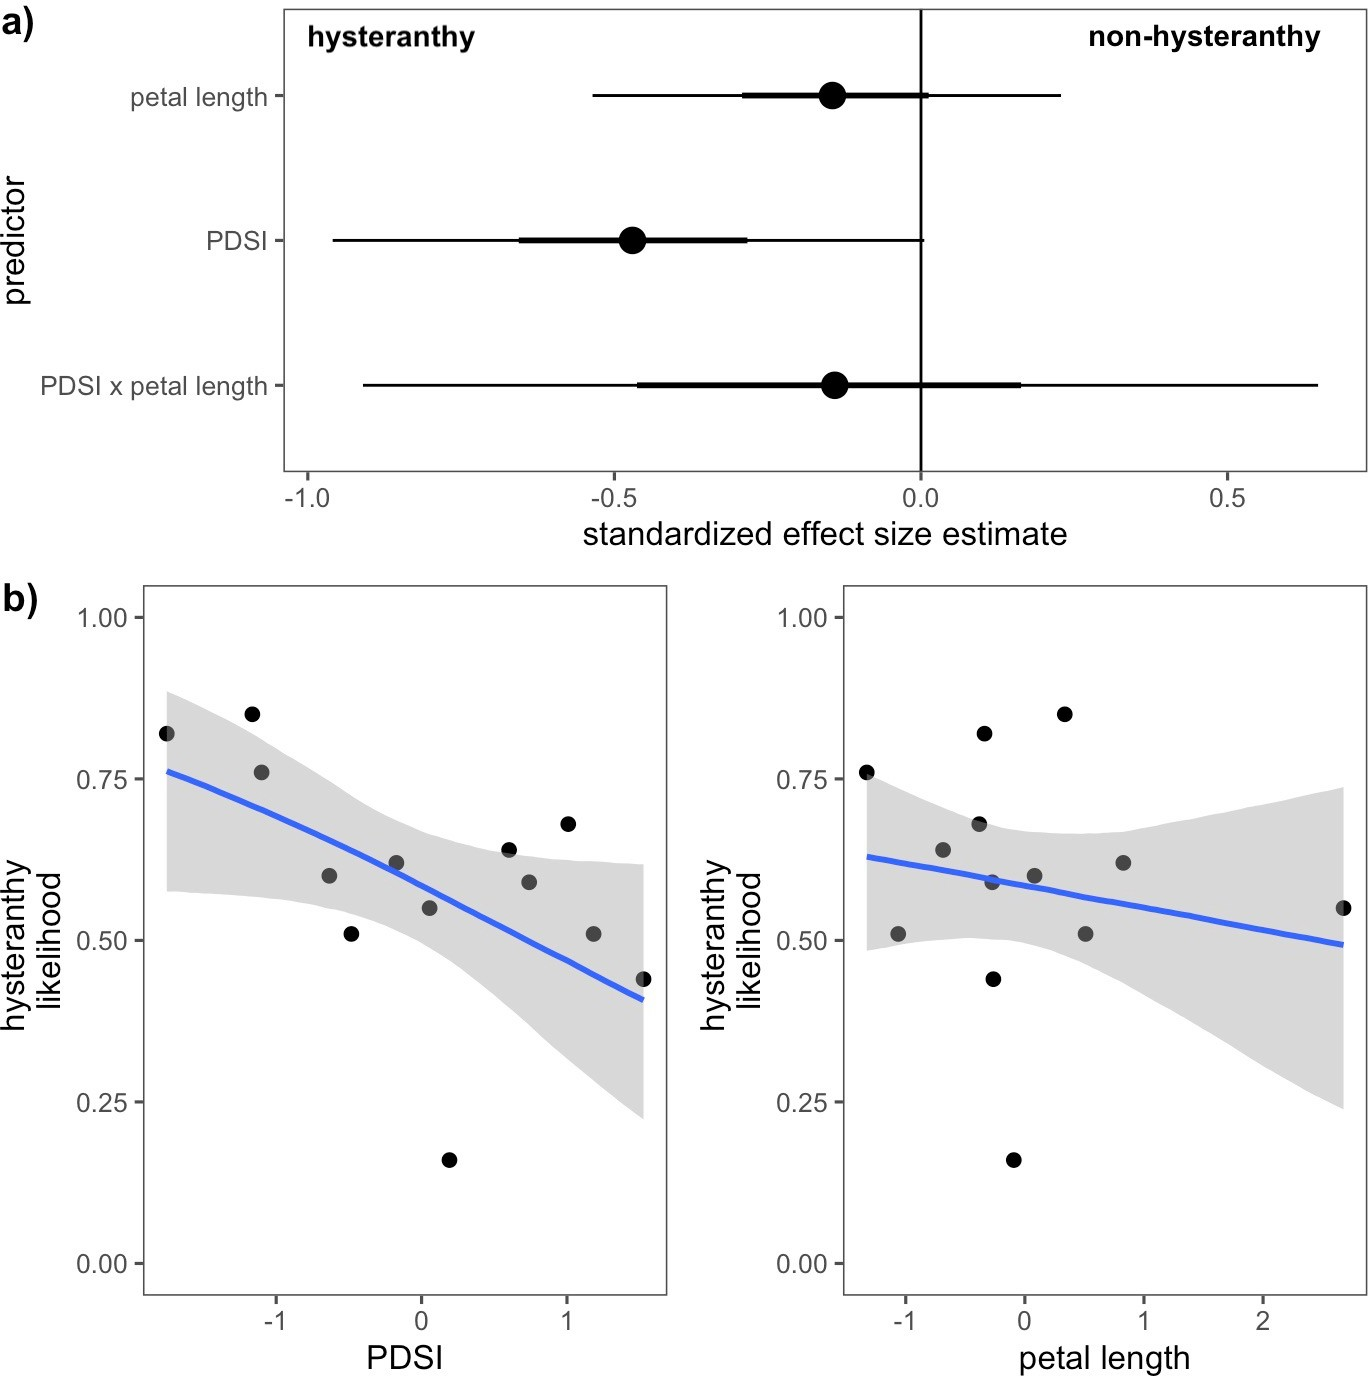 a)
hysteranthy
non-hysteranthy
predictor
petal length
PDSI
PDSI x petal length
-1.0
-0.5
0.0
0.5
standardized effect size estimate
b)
hysteranthy
likelihood
1.00
0.75
0.50
0.25
0.00
-1
0
1
PDSI
hysteranthy
likelihood
1.00
0.75
0.50
0.25
0.00
-1
0
1
2
petal length